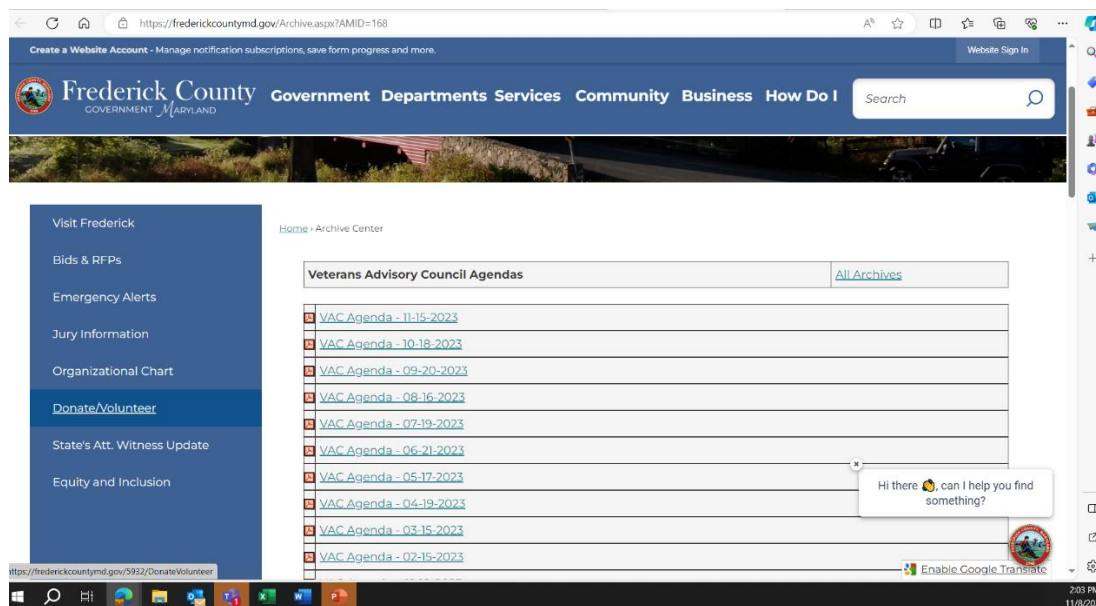 https://frederickcountymd.gov/Archive.aspx?AMID=168
Create a Website Account - Manage notification subscriptions, save form progress and more.
Website Sign In
Frederick County
GOVERNMENT MARYLAND
Government Departments Services Community Business How Do I
Search
Visit Frederick
Bids & RFPs
Emergency Alerts
Jury Information
Organizational Chart
Donate/Volunteer
State's Att. Witness Update
Equity and Inclusion
Home › Archive Center
Veterans Advisory Council Agendas
All Archives
VAC Agenda - 11-15-2023
VAC Agenda - 10-18-2023
VAC Agenda - 09-20-2023
VAC Agenda - 08-16-2023
VAC Agenda - 07-19-2023
VAC Agenda - 06-21-2023
VAC Agenda - 05-17-2023
VAC Agenda - 04-19-2023
VAC Agenda - 03-15-2023
VAC Agenda - 02-15-2023
Hi there 👋, can I help you find
something?
Enable Google Translate
https://frederickcountymd.gov/5932/DonateVolunteer
2:03 PM